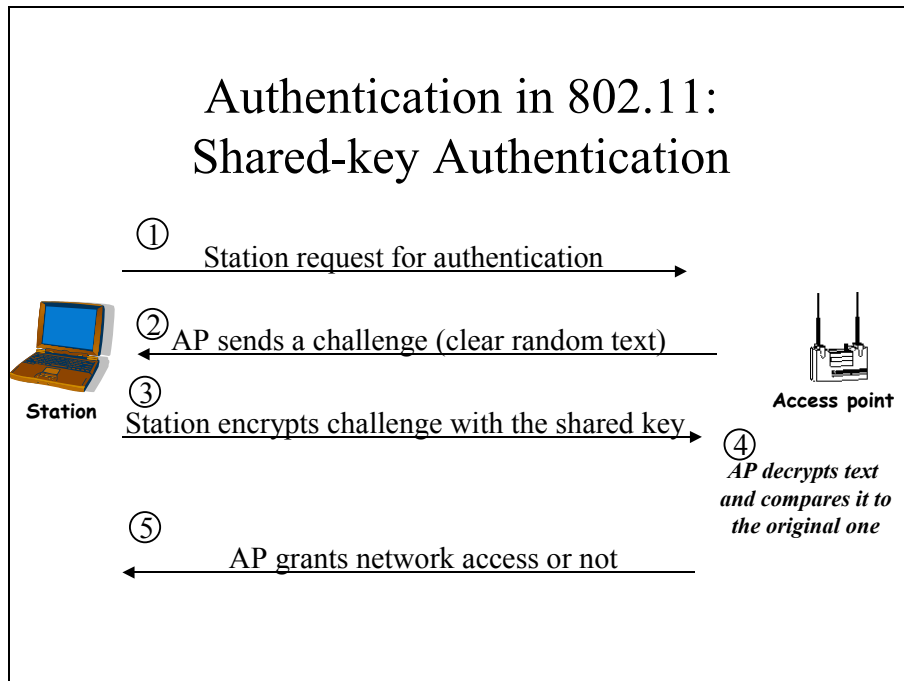 Authentication in 802.11:
Shared-key Authentication
1
Station request for authentication
2
AP sends a challenge (clear random text)
Station
3
Station encrypts challenge with the shared key
Access point
4
AP decrypts text
and compares it to
the original one
5
AP grants network access or not